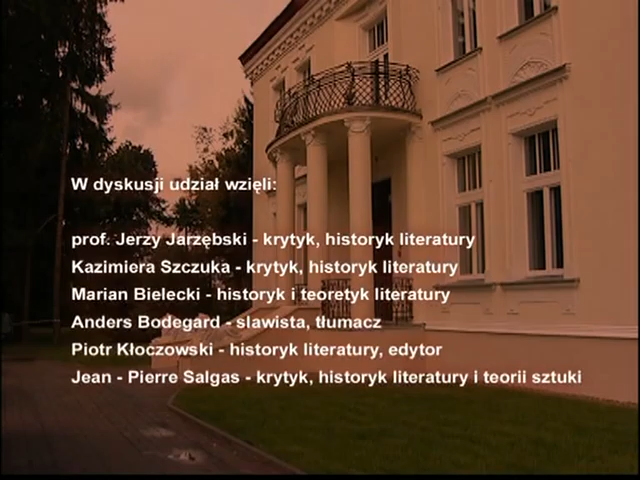 W dyskusji udział wzięli:
prof. Jerzy Jarzębski - krytyk, historyk literatury
Kazimiera Szczuka - krytyk, historyk literatury
Marian Bielecki - historyk i teoretyk literatury
Anders Bodegard - slawista, tłumacz
Piotr Kłoczowski - historyk literatury, edytor
Jean - Pierre Salgas - krytyk, historyk literatury i teorii sztuki